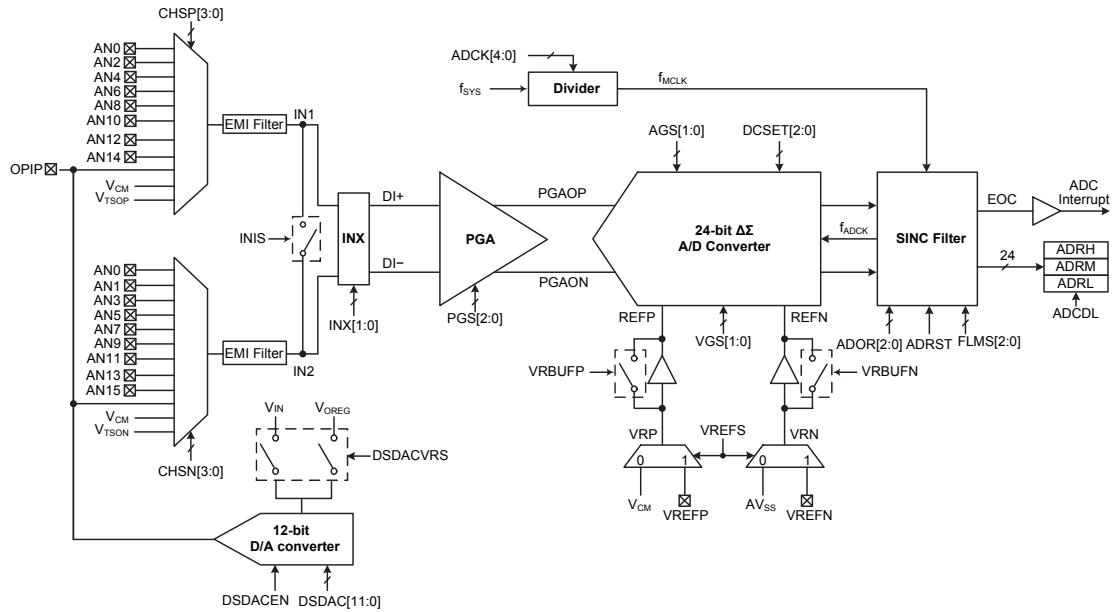 CHSP[3:0]
AN0
AN2
AN4
AN6
AN8
AN10
AN12
AN14
OPIP
VCM
VTSOP
EMI Filter
IN1
INIS
INX
DI+
DI−
INX[1:0]
AN0
AN1
AN3
AN5
AN7
AN9
AN11
AN13
AN15
VCM
VTSON
CHSN[3:0]
EMI Filter
IN2
VIN
VOREG
DSDACVRS
12-bit
D/A converter
DSDACEN
DSDAC[11:0]
PGA
PGS[2:0]
PGAOP
PGAON
ADCK[4:0]
fSYS
Divider
fMCLK
AGS[1:0]
DCSET[2:0]
24-bit ΔΣ
A/D Converter
fADCK
SINC Filter
EOC
ADC
Interrupt
24
ADRH
ADRM
ADRL
ADCDL
ADOR[2:0]
ADRST
FLMS[2:0]
REFP
VGS[1:0]
REFN
VRBUFP
VRBUFN
VRP
VREFS
VRN
0
1
0
1
VCM
VREFP
AVSS
VREFN